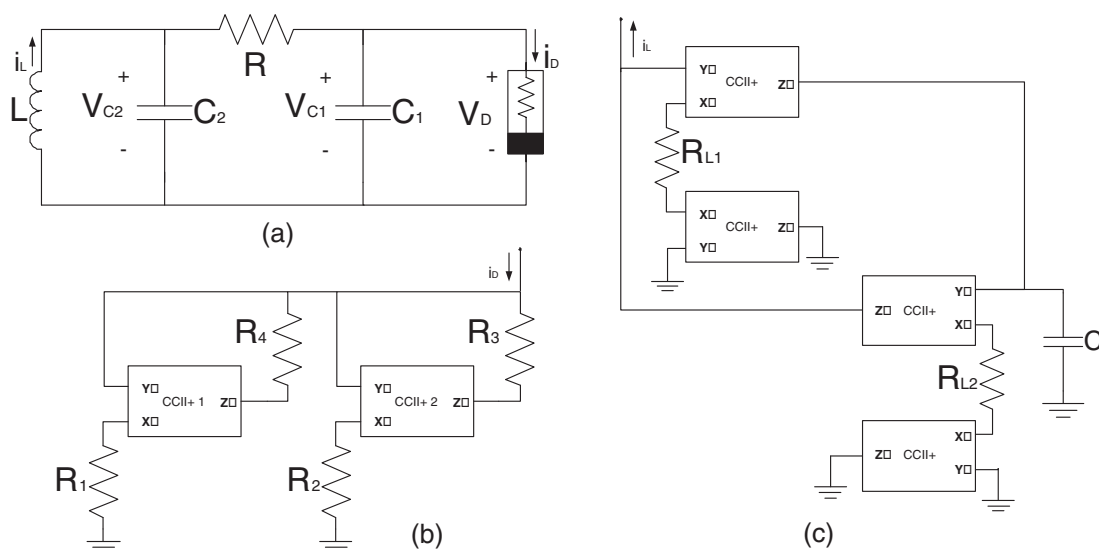 R
iL
iD
L
+
VC2
-
C2
+
VC1
-
C1
+
VD
-
(a)
iD
R4
R3
Y
X
CCII+ 1
Z
Y
X
CCII+ 2
Z
R1
R2
(b)
iL
Y
X
CCII+
Z
RL1
X
Y
CCII+
Z
Z
CCII+
Y
X
C
RL2
Z
CCII+
X
Y
(c)